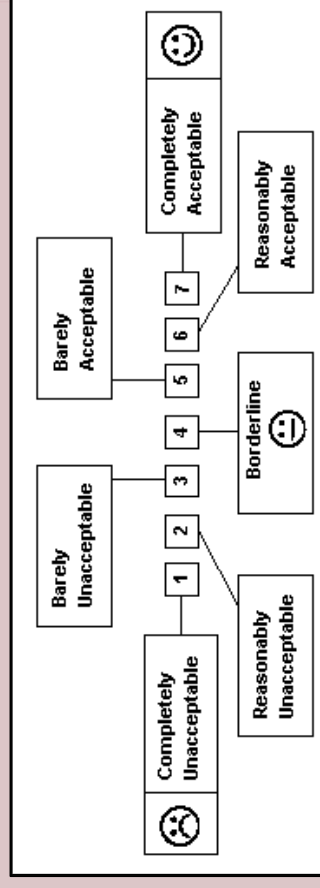 Barely
Unacceptable
Barely
Acceptable
Completely
Unacceptable
1
2
3
4
5
6
7
Completely
Acceptable
Reasonably
Unacceptable
Borderline
Reasonably
Acceptable